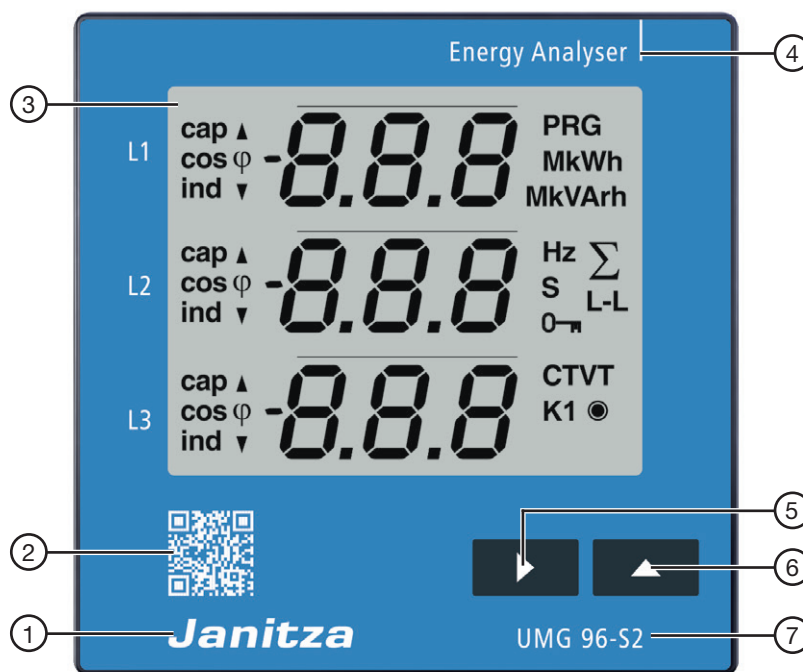 Energy Analyser
4
3
L1
cap ▲
cos φ
ind ▼
-8.8.8
PRG
MkWh
MkVArh
L2
cap ▲
cos φ
ind ▼
-8.8.8
Hz Σ
S
L-L
L3
cap ▲
cos φ
ind ▼
-8.8.8
CTVT
K1
5
2
6
1
Janitza
UMG 96-S2
7